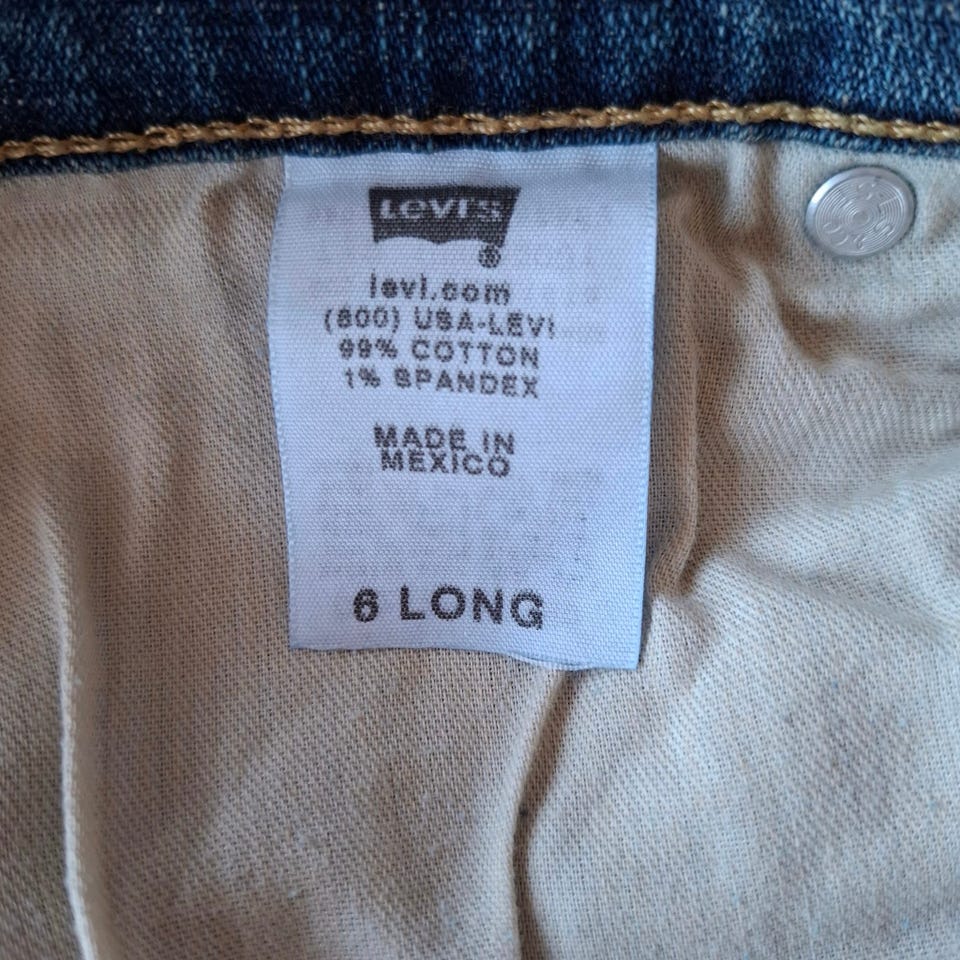 LEVI'S
®
levi.com
(800) USA-LEVI
99% COTTON
1% SPANDEX
MADE IN
MEXICO
6 LONG